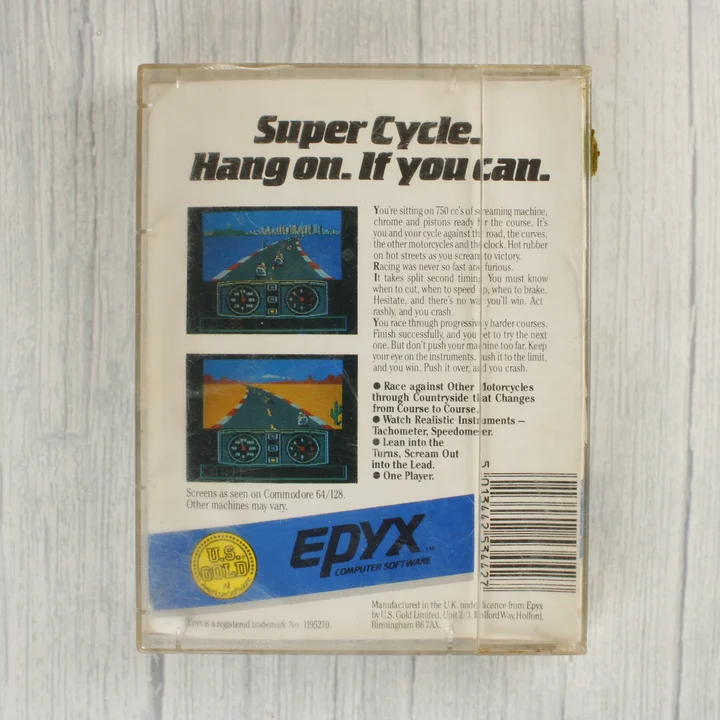 Super Cycle.
Hang on. If you can.
You're sitting on 750 cc's of screaming machine,
chrome and pistons ready for the course. It's
you and your cycle against the road, the curves,
the other motorcycles and the clock. Hot rubber
on hot streets as you scream to victory.
Racing was never so fast and furious.
It takes split second timing. You must know
when to cut, when to speed up, when to brake.
Hesitate, and there's no way you'll win. Act
rashly, and you crash.
You race through progressively harder courses.
Finish successfully, and you get to try the next
one. But don't push your machine too far. Keep
your eye on the instruments. Push it to the limit,
and you win. Push it over, and you crash.
● Race against Other Motorcycles
through Countryside that Changes
from Course to Course.
● Watch Realistic Instruments –
Tachometer, Speedometer.
● Lean into the
Turns, Scream Out
into the Lead.
● One Player.
Screens as seen on Commodore 64/128.
Other machines may vary.
U.S.
GOLD
EPYX™
COMPUTER SOFTWARE
5 013442 534427
Epyx is a registered trademark No. 1195270.
Manufactured in the U.K. under licence from Epyx
by U.S. Gold Limited, Unit 2/3, Holford Way, Holford,
Birmingham B6 7AX.